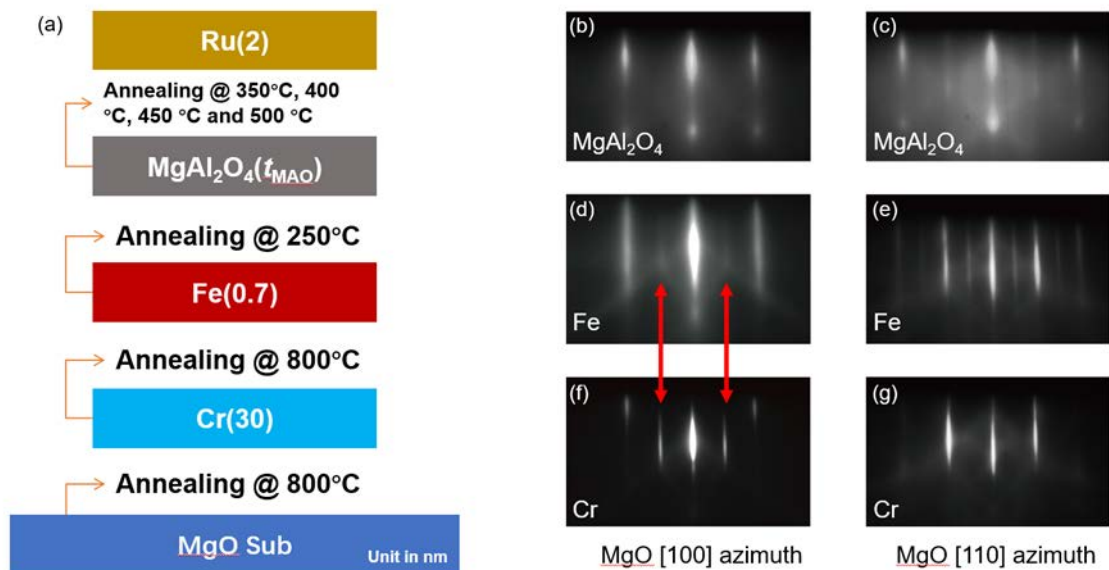 (a)
Ru(2)
Annealing @ 350°C, 400
°C, 450 °C and 500 °C
MgAl₂O₄(tMAO)
Annealing @ 250°C
Fe(0.7)
Annealing @ 800°C
Cr(30)
Annealing @ 800°C
MgO Sub
Unit in nm
(b)
MgAl₂O₄
(c)
MgAl₂O₄
(d)
Fe
(e)
Fe
(f)
Cr
(g)
Cr
MgO [100] azimuth
MgO [110] azimuth